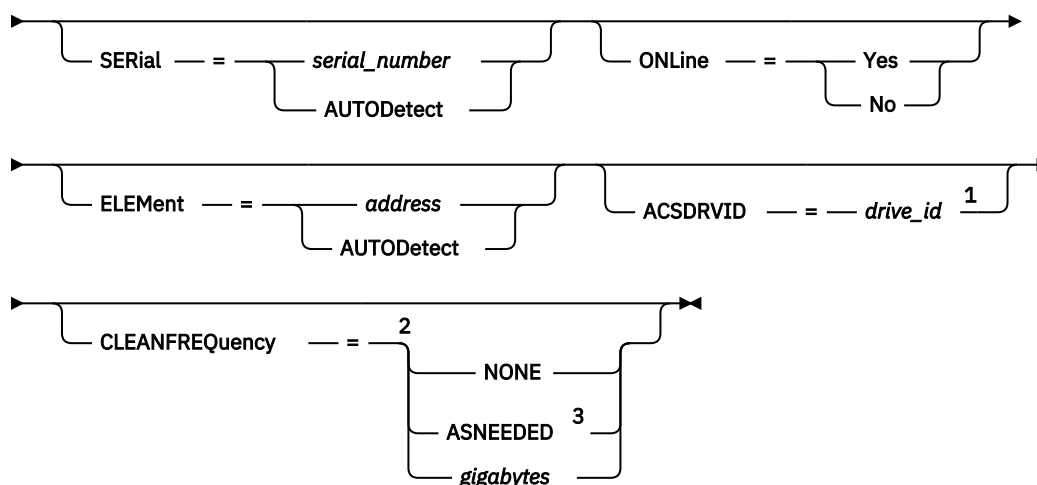 SERial = serial_number ONLine = Yes
AUTODetect No
ELEMent = address ACSDRVID = drive_id 1
AUTODetect
CLEANFREQuency = 2
NONE
ASNEEDED 3
gigabytes